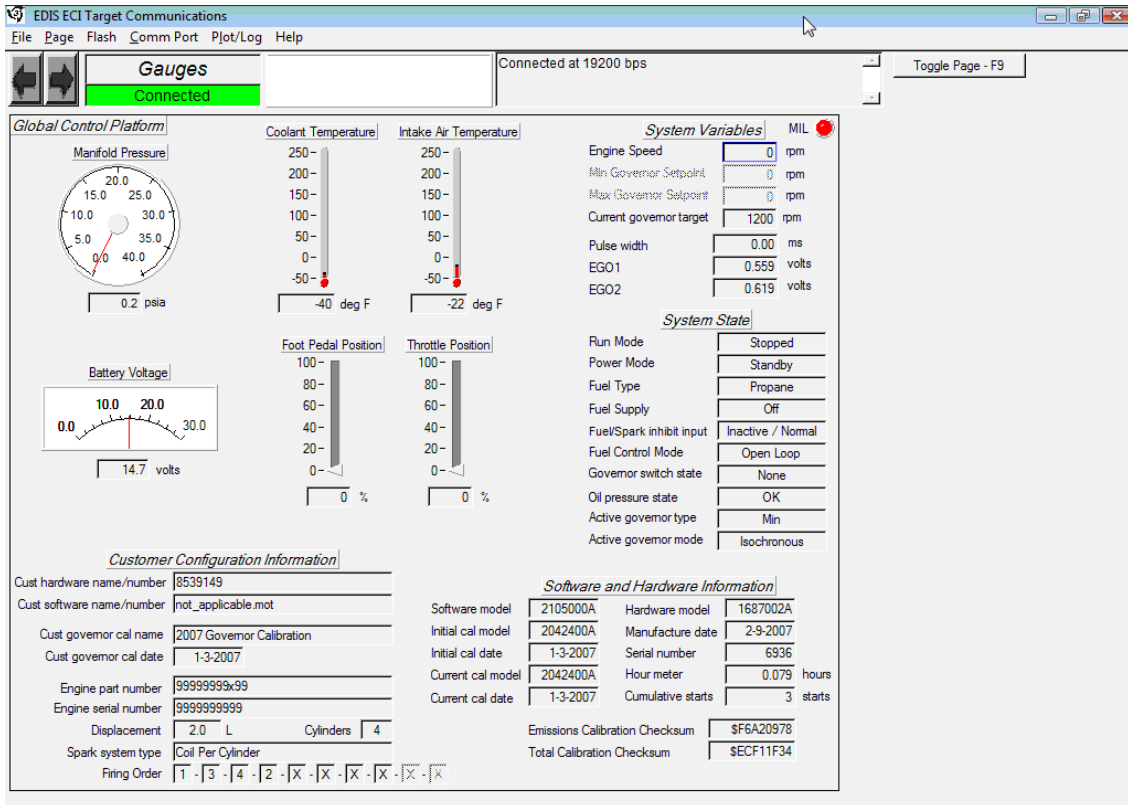 EDIS ECI Target Communications
File Page Flash Comm Port Plot/Log Help
Gauges
Connected
Connected at 19200 bps
Toggle Page - F9
Global Control Platform
Manifold Pressure
20.0
15.0 25.0
10.0 30.0
5.0 35.0
0.0 40.0
0.2 psia
Coolant Temperature
250
200
150
100
50
0
-50
-40 deg F
Intake Air Temperature
250
200
150
100
50
0
-50
-22 deg F
Battery Voltage
10.0 20.0
0.0 30.0
14.7 volts
Foot Pedal Position
100
80
60
40
20
0
0 %
Throttle Position
100
80
60
40
20
0
0 %
System Variables MIL
Engine Speed 0 rpm
Min Governor Setpoint 0 rpm
Max Governor Setpoint 0 rpm
Current governor target 1200 rpm
Pulse width 0.00 ms
EGO1 0.559 volts
EGO2 0.619 volts
System State
Run Mode Stopped
Power Mode Standby
Fuel Type Propane
Fuel Supply Off
Fuel/Spark inhibit input Inactive / Normal
Fuel Control Mode Open Loop
Governor switch state None
Oil pressure state OK
Active governor type Min
Active governor mode Isochronous
Customer Configuration Information
Cust hardware name/number 8539149
Cust software name/number not_applicable.mot
Cust governor cal name 2007 Governor Calibration
Cust governor cal date 1-3-2007
Engine part number 99999999x99
Engine serial number 9999999999
Displacement 2.0 L Cylinders 4
Spark system type Coil Per Cylinder
Firing Order 1 - 3 - 4 - 2 - X - X - X - X - X - X
Software and Hardware Information
Software model 2105000A Hardware model 1687002A
Initial cal model 2042400A Manufacture date 2-9-2007
Initial cal date 1-3-2007 Serial number 6936
Current cal model 2042400A Hour meter 0.079 hours
Current cal date 1-3-2007 Cumulative starts 3 starts
Emissions Calibration Checksum $F6A20978
Total Calibration Checksum $ECF11F34